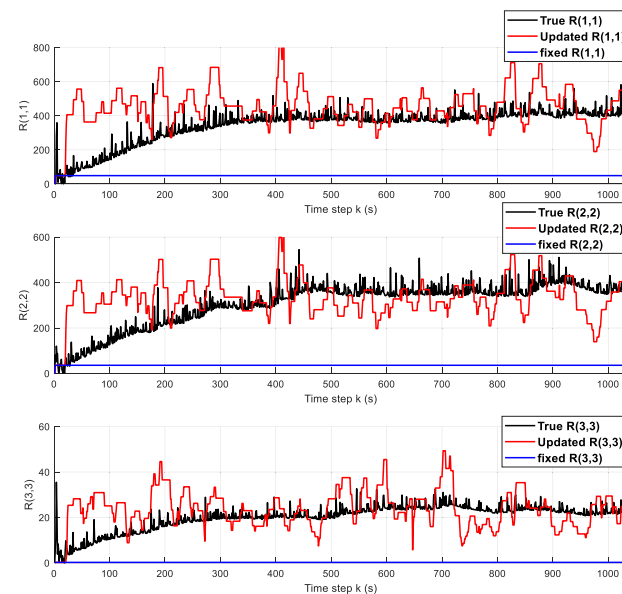 True R(1,1)
Updated R(1,1)
fixed R(1,1)
800
600
400
200
0
R(1,1)
0 100 200 300 400 500 600 700 800 900 1000
Time step k (s)
True R(2,2)
Updated R(2,2)
fixed R(2,2)
600
400
200
0
R(2,2)
0 100 200 300 400 500 600 700 800 900 1000
Time step k (s)
True R(3,3)
Updated R(3,3)
fixed R(3,3)
60
40
20
0
R(3,3)
0 100 200 300 400 500 600 700 800 900 1000
Time step k (s)